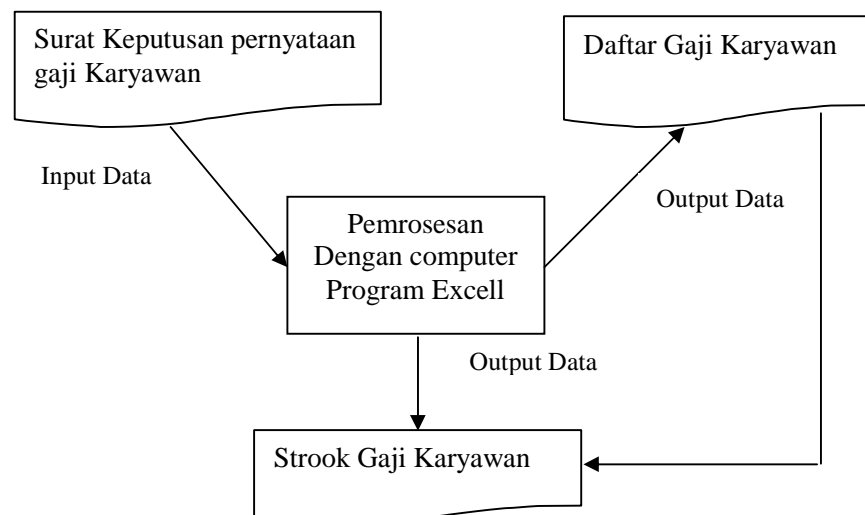 Surat Keputusan pernyataan
gaji Karyawan
Daftar Gaji Karyawan
Input Data
Output Data
Pemrosesan
Dengan computer
Program Excell
Output Data
Strook Gaji Karyawan